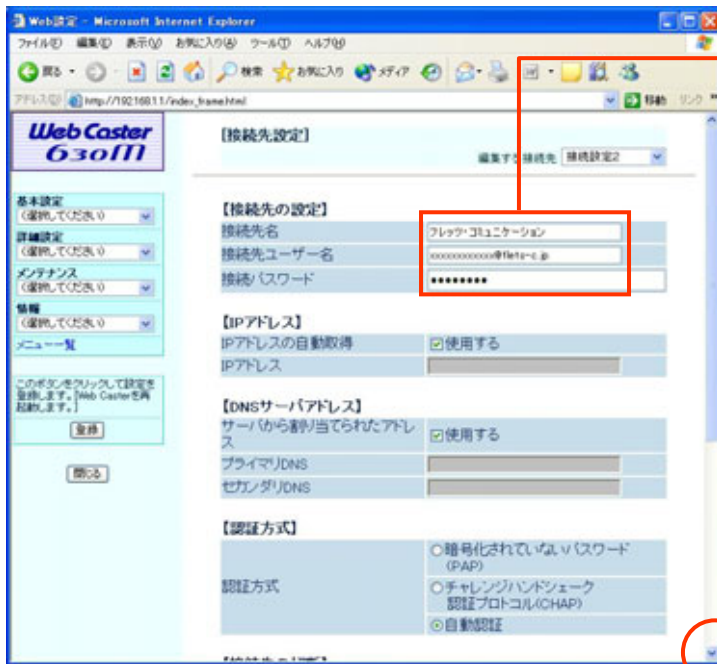 Web設定 - Microsoft Internet Explorer
ファイル(F) 編集(E) 表示(V) お気に入り(A) ツール(T) ヘルプ(H)
戻る 検索 お気に入り メディア
アドレス(D) http://192.168.1.1/index_frame.html 移動 リンク
Web Caster
630M
基本設定
(選択してください)
詳細設定
(選択してください)
メンテナンス
(選択してください)
情報
(選択してください)
メニュー一覧
このボタンをクリックして設定を
登録します。[Web Casterを再
起動します。]
登録
閉じる
[接続先設定]
編集する接続先 接続設定2
【接続先の設定】
接続先名 フレッツ・コミュニケーション
接続先ユーザー名 xxxxxxxxxxxx@flets-c.jp
接続パスワード ●●●●●●●●
【IPアドレス】
IPアドレスの自動取得 使用する
IPアドレス
【DNSサーバアドレス】
サーバから割り当てられたアドレ
ス 使用する
プライマリDNS
セカンダリDNS
【認証方式】
認証方式
暗号化されていないパスワード
(PAP)
チャレンジハンドシェーク
認証プロトコル(CHAP)
自動認証